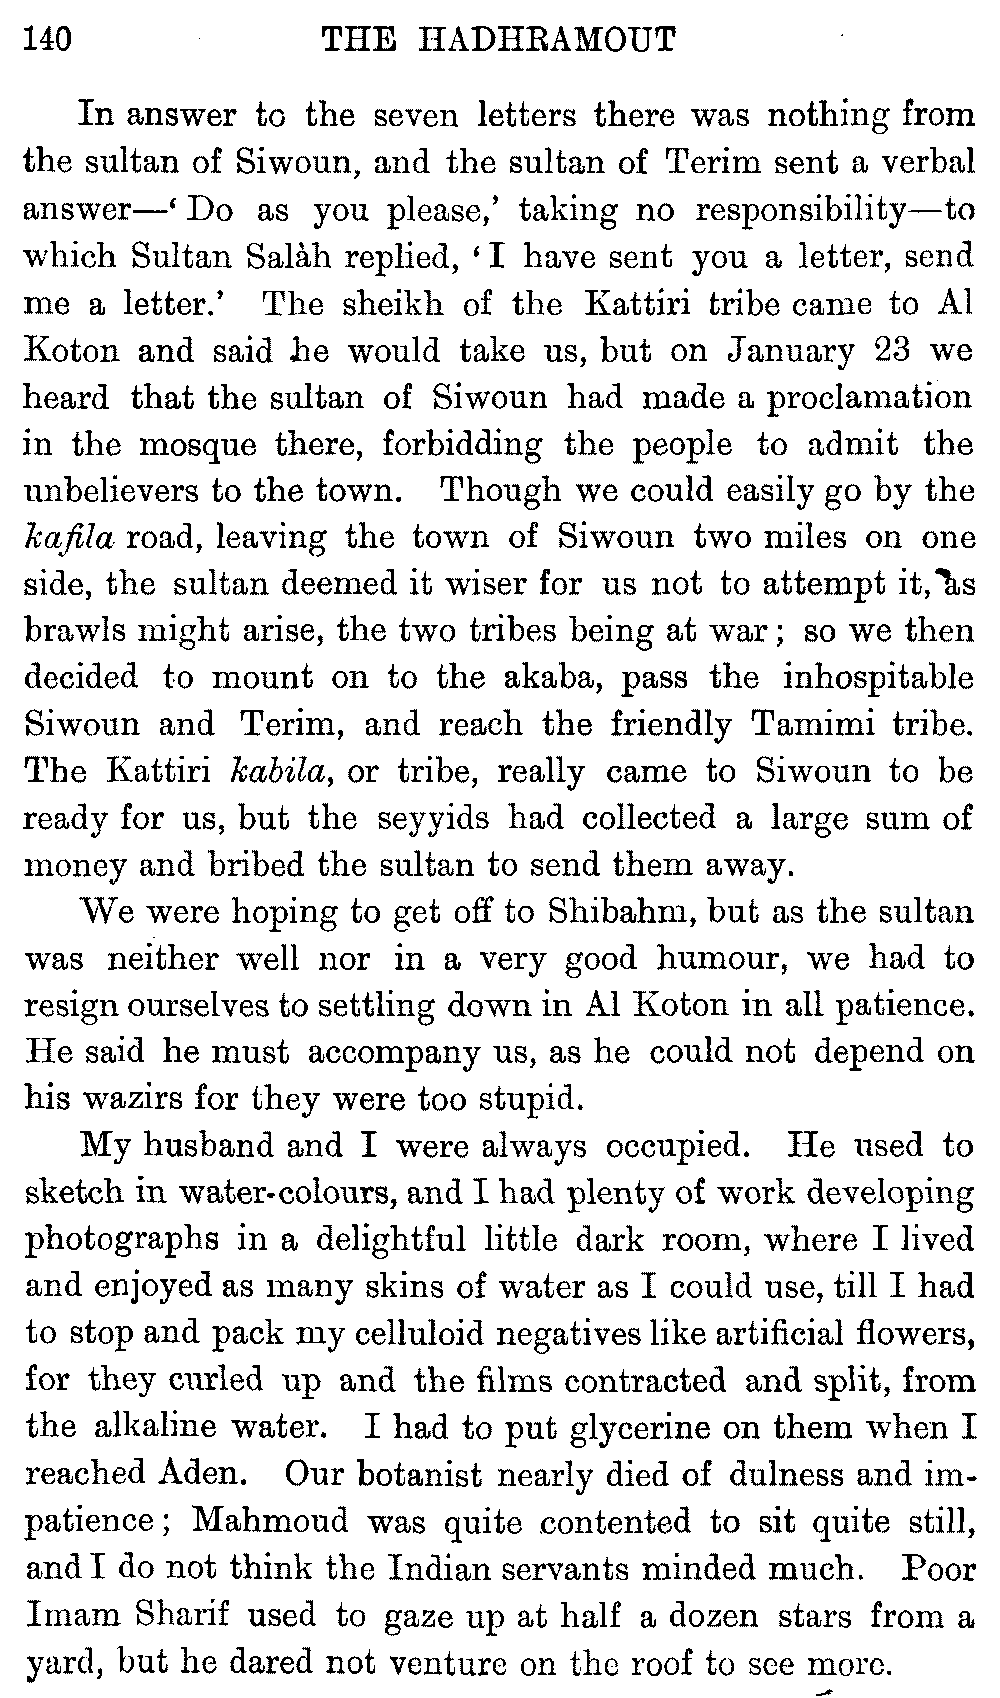 140 THE HADHRAMOUT
In answer to the seven letters there was nothing from
the sultan of Siwoun, and the sultan of Terim sent a verbal
answer—‘Do as you please,’ taking no responsibility—to
which Sultan Salàh replied, ‘I have sent you a letter, send
me a letter.’ The sheikh of the Kattíri tribe came to Al
Koton and said he would take us, but on January 23 we
heard that the sultan of Siwoun had made a proclamation
in the mosque there, forbidding the people to admit the
unbelievers to the town. Though we could easily go by the
kafila road, leaving the town of Siwoun two miles on one
side, the sultan deemed it wiser for us not to attempt it, as
brawls might arise, the two tribes being at war; so we then
decided to mount on to the akaba, pass the inhospitable
Siwoun and Terim, and reach the friendly Tamimi tribe.
The Kattiri kabila, or tribe, really came to Siwoun to be
ready for us, but the seyyids had collected a large sum of
money and bribed the sultan to send them away.
We were hoping to get off to Shibahm, but as the sultan
was neither well nor in a very good humour, we had to
resign ourselves to settling down in Al Koton in all patience.
He said he must accompany us, as he could not depend on
his wazirs for they were too stupid.
My husband and I were always occupied. He used to
sketch in water-colours, and I had plenty of work developing
photographs in a delightful little dark room, where I lived
and enjoyed as many skins of water as I could use, till I had
to stop and pack my celluloid negatives like artificial flowers,
for they curled up and the films contracted and split, from
the alkaline water. I had to put glycerine on them when I
reached Aden. Our botanist nearly died of dulness and im-
patience; Mahmoud was quite contented to sit quite still,
and I do not think the Indian servants minded much. Poor
Imam Sharif used to gaze up at half a dozen stars from a
yard, but he dared not venture on the roof to see more.